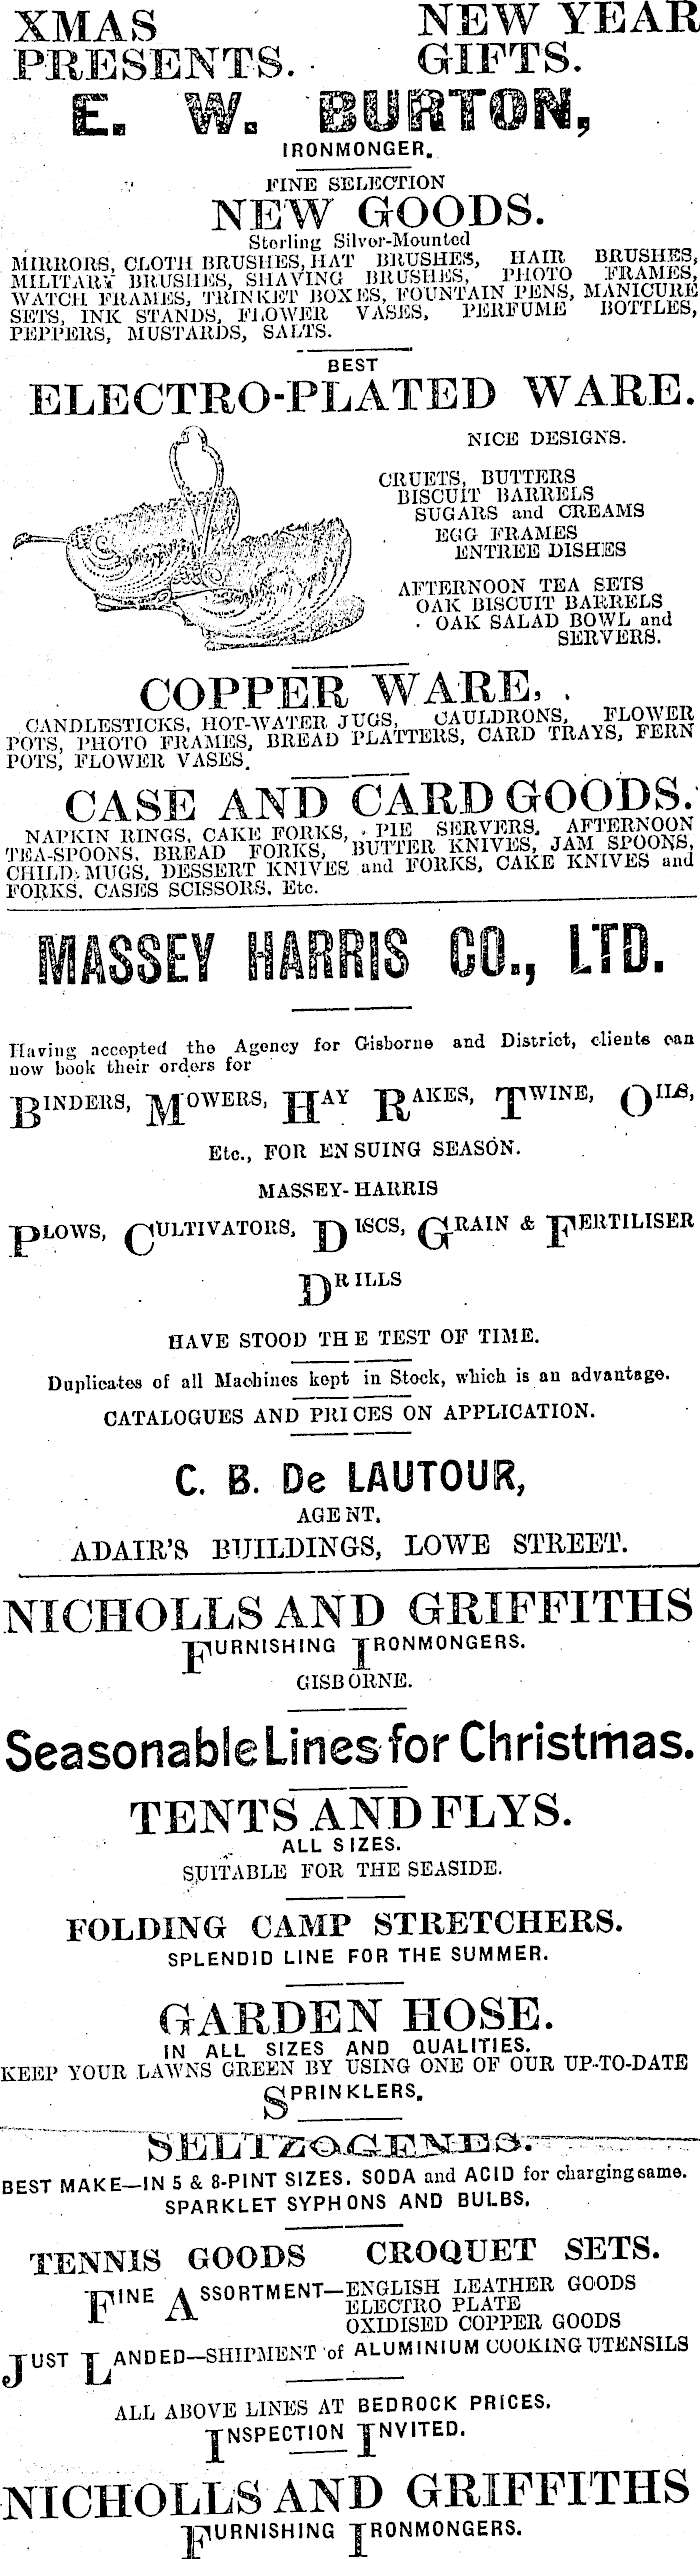 XMAS NEW YEAR
PRESENTS. GIFTS.
E. W. BURTON,
IRONMONGER.
FINE SELECTION
NEW GOODS.
Sterling Silver-Mounted
MIRRORS, CLOTH BRUSHES, HAT BRUSHES, HAIR BRUSHES,
MILITARY BRUSHES, SHAVING BRUSHES, PHOTO FRAMES,
WATCH FRAMES, TRINKET BOXES, FOUNTAIN PENS, MANICURE
SETS, INK STANDS, FLOWER VASES, PERFUME BOTTLES,
PEPPERS, MUSTARDS, SALTS.
BEST
ELECTRO-PLATED WARE.
NICE DESIGNS.
CRUETS, BUTTERS
BISCUIT BARRELS
SUGARS and CREAMS
EGG FRAMES
ENTREE DISHES
AFTERNOON TEA SETS
OAK BISCUIT BARRELS
OAK SALAD BOWL and
SERVERS.
COPPER WARE.
CANDLESTICKS, HOT-WATER JUGS, CAULDRONS, FLOWER
POTS, PHOTO FRAMES, BREAD PLATTERS, CARD TRAYS, FERN
POTS, FLOWER VASES.
CASE AND CARD GOODS.
NAPKIN RINGS, CAKE FORKS, PIE SERVERS, AFTERNOON
TEA-SPOONS, BREAD FORKS, BUTTER KNIVES, JAM SPOONS,
CHILD. MUGS, DESSERT KNIVES and FORKS, CAKE KNIVES and
FORKS, CASES SCISSORS, Etc.
MASSEY HARRIS CO., LTD.
Having accepted the Agency for Gisborne and District, clients can
now book their orders for
BINDERS, MOWERS, HAY RAKES, TWINE, OILS,
Etc., FOR ENSUING SEASON.
MASSEY-HARRIS
PLOWS, CULTIVATORS, DISCS, GRAIN & FERTILISER
DRILLS
HAVE STOOD THE TEST OF TIME.
Duplicates of all Machines kept in Stock, which is an advantage.
CATALOGUES AND PRICES ON APPLICATION.
C. B. De LAUTOUR,
AGENT,
ADAIR'S BUILDINGS, LOWE STREET.
NICHOLLS AND GRIFFITHS
FURNISHING IRONMONGERS.
GISBORNE.
Seasonable Lines for Christmas.
TENTS AND FLYS.
ALL SIZES.
SUITABLE FOR THE SEASIDE.
FOLDING CAMP STRETCHERS.
SPLENDID LINE FOR THE SUMMER.
GARDEN HOSE.
IN ALL SIZES AND QUALITIES.
KEEP YOUR LAWNS GREEN BY USING ONE OF OUR UP-TO-DATE
SPRINKLERS.
SELTZOGENES.
BEST MAKE—IN 5 & 8-PINT SIZES. SODA and ACID for charging same.
SPARKLET SYPHONS AND BULBS.
TENNIS GOODS CROQUET SETS.
FINE ASSORTMENT—ENGLISH LEATHER GOODS
ELECTRO PLATE
OXIDISED COPPER GOODS
JUST LANDED—SHIPMENT of ALUMINIUM COOKING UTENSILS
ALL ABOVE LINES AT BEDROCK PRICES.
INSPECTION INVITED.
NICHOLLS AND GRIFFITHS
FURNISHING IRONMONGERS.